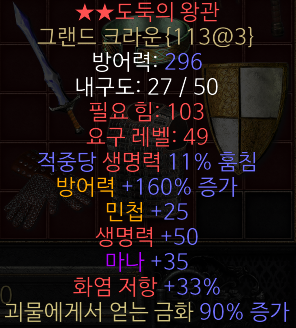 ★★도둑의 왕관
그랜드 크라운{113@3}
방어력: 296
내구도: 27 / 50
필요 힘: 103
요구 레벨: 49
적중당 생명력 11% 훔침
방어력 +160% 증가
민첩 +25
생명력 +50
마나 +35
화염 저항 +33%
괴물에게서 얻는 금화 90% 증가
0